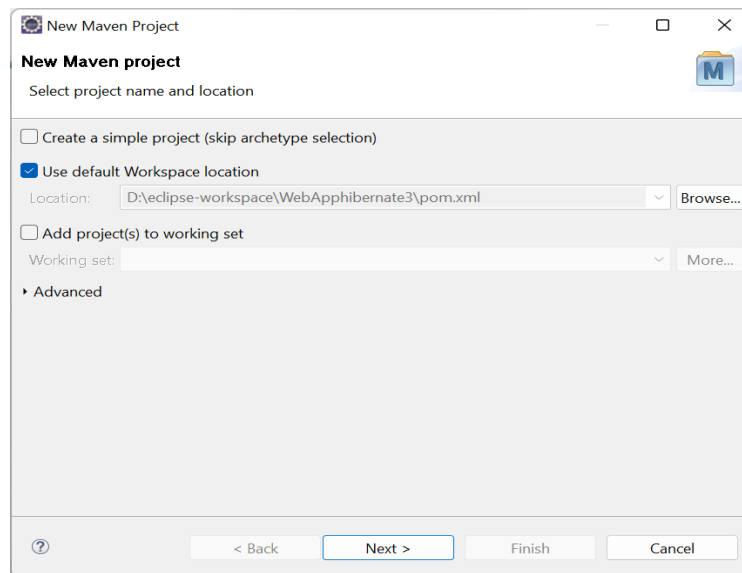 New Maven Project
New Maven project
M
Select project name and location
Create a simple project (skip archetype selection)
Use default Workspace location
Location: D:\eclipse-workspace\WebApphibernate3\pom.xml Browse...
Add project(s) to working set
Working set: More...
Advanced
? < Back Next > Finish Cancel